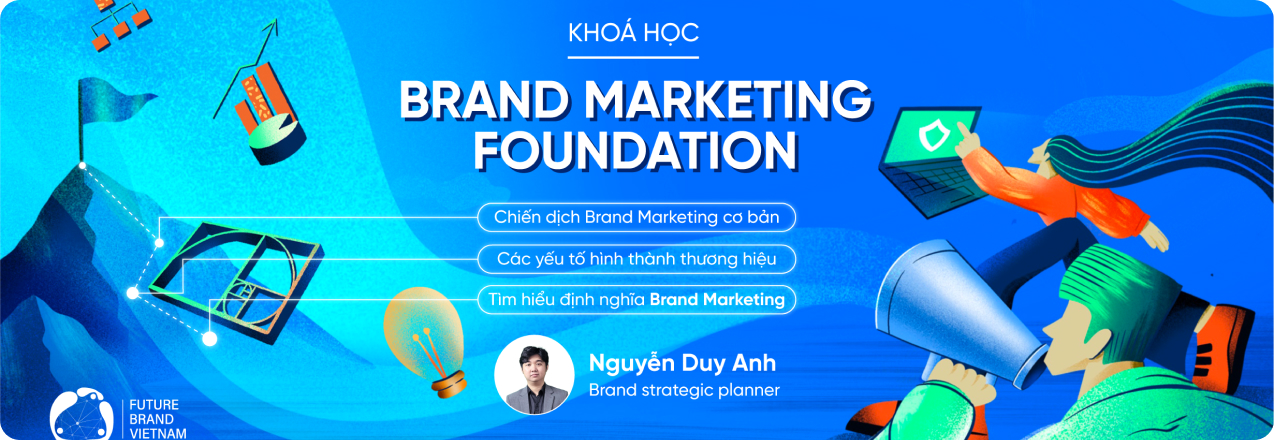 KHOÁ HỌC
BRAND MARKETING
FOUNDATION
Chiến dịch Brand Marketing cơ bản
Các yếu tố hình thành thương hiệu
Tìm hiểu định nghĩa Brand Marketing
Nguyễn Duy Anh
Brand strategic planner
FUTURE
BRAND
VIETNAM